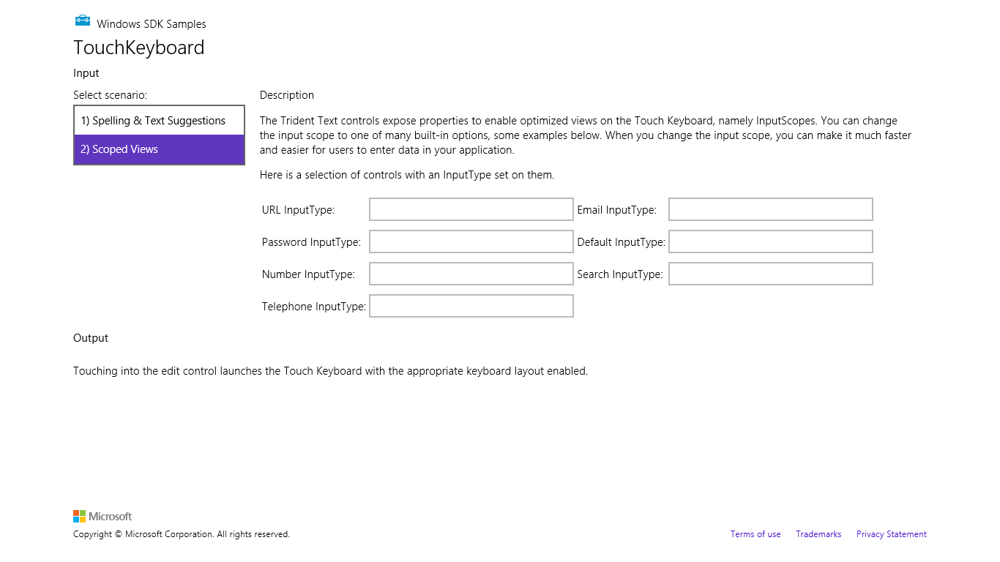 Windows SDK Samples
TouchKeyboard
Input
Select scenario:
1) Spelling & Text Suggestions
2) Scoped Views
Description
The Trident Text controls expose properties to enable optimized views on the Touch Keyboard, namely InputScopes. You can change
the input scope to one of many built-in options, some examples below. When you change the input scope, you can make it much faster
and easier for users to enter data in your application.
Here is a selection of controls with an InputType set on them.
URL InputType: Email InputType:
Password InputType: Default InputType:
Number InputType: Search InputType:
Telephone InputType:
Output
Touching into the edit control launches the Touch Keyboard with the appropriate keyboard layout enabled.
Microsoft
Copyright © Microsoft Corporation. All rights reserved.
Terms of use Trademarks Privacy Statement